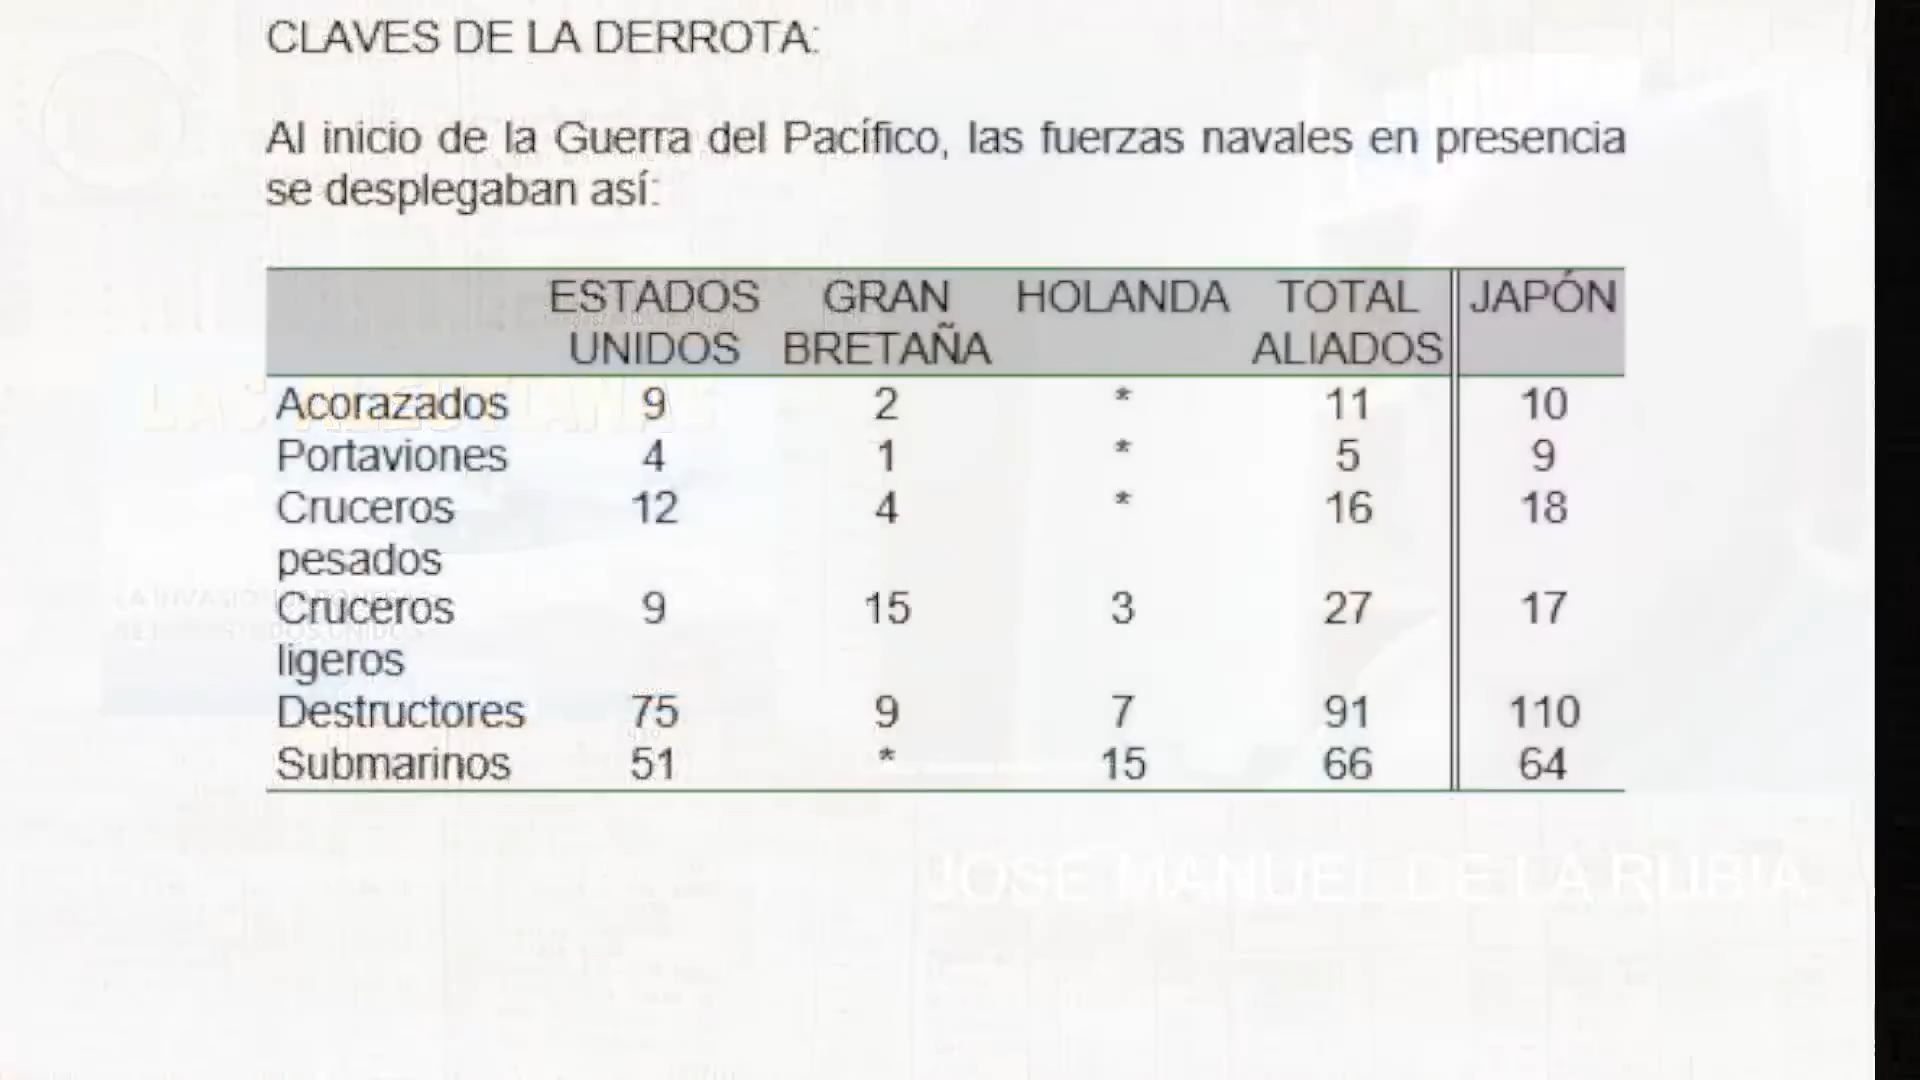 CLAVES DE LA DERROTA:
Al inicio de la Guerra del Pacífico, las fuerzas navales en presencia
se desplegaban así:
ESTADOS UNIDOS GRAN BRETAÑA HOLANDA TOTAL ALIADOS JAPÓN
Acorazados 9 2 * 11 10
Portaviones 4 1 * 5 9
Cruceros pesados 12 4 * 16 18
Cruceros ligeros 9 15 3 27 17
Destructores 75 9 7 91 110
Submarinos 51 * 15 66 64
JOSE MANUEL DE LA RUBIA